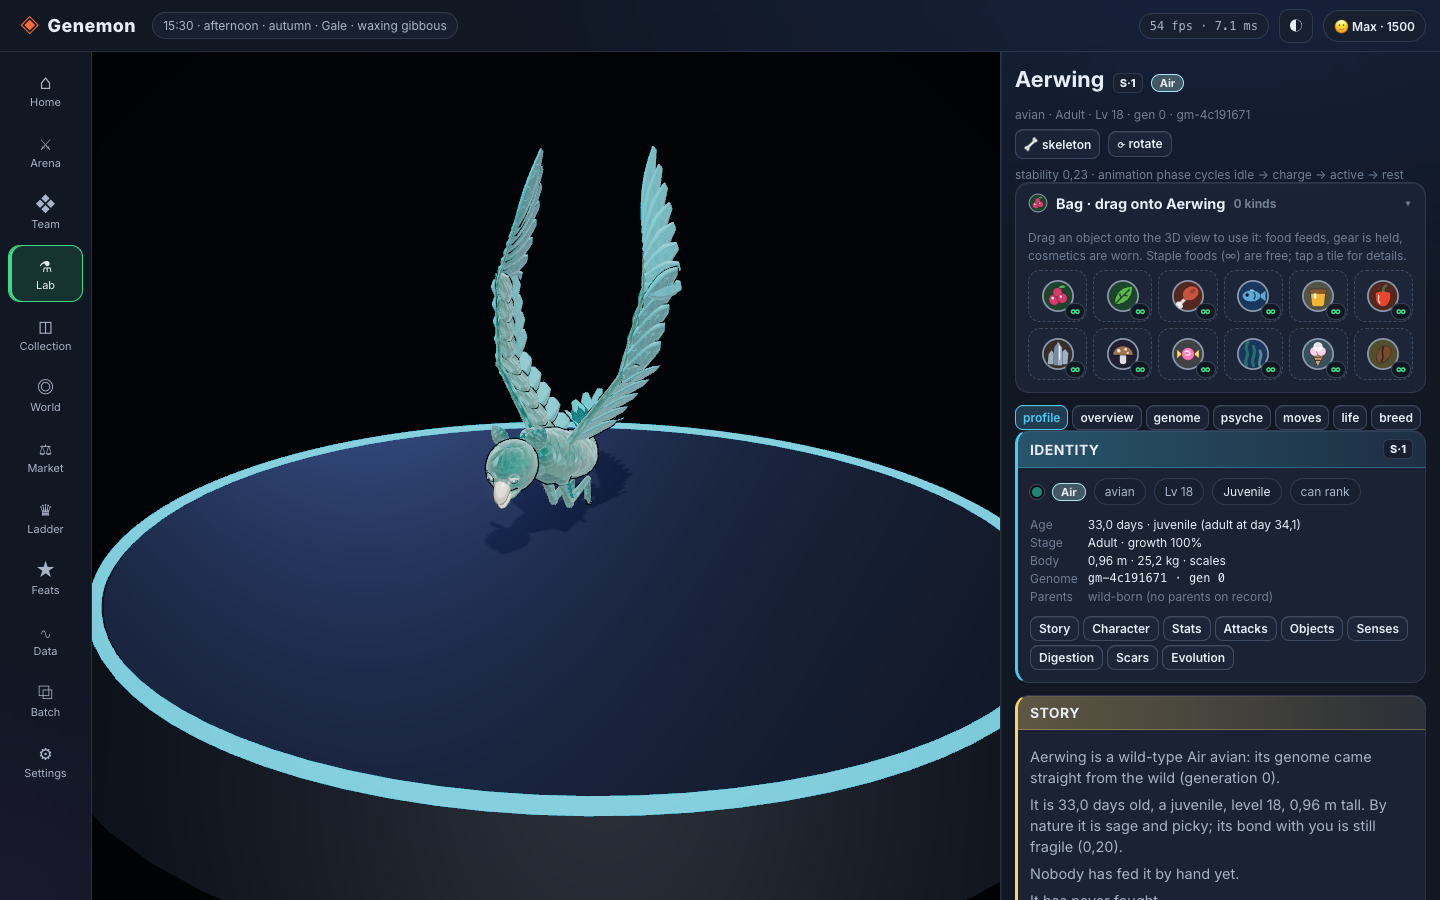 Genemon
15:30 · afternoon · autumn · Gale · waxing gibbous
54 fps · 7.1 ms
Max · 1500
Home
Arena
Team
Lab
Collection
World
Market
Ladder
Feats
Data
Batch
Settings
Aerwing S·1 Air
avian · Adult · Lv 18 · gen 0 · gm-4c191671
skeleton
rotate
stability 0,23 · animation phase cycles idle → charge → active → rest
Bag · drag onto Aerwing 0 kinds
Drag an object onto the 3D view to use it: food feeds, gear is held,
cosmetics are worn. Staple foods (∞) are free; tap a tile for details.
∞ ∞ ∞ ∞ ∞ ∞
∞ ∞ ∞ ∞ ∞ ∞
profile overview genome psyche moves life breed
IDENTITY S·1
Air avian Lv 18 Juvenile can rank
Age 33,0 days · juvenile (adult at day 34,1)
Stage Adult · growth 100%
Body 0,96 m · 25,2 kg · scales
Genome gm-4c191671 · gen 0
Parents wild-born (no parents on record)
Story Character Stats Attacks Objects Senses
Digestion Scars Evolution
STORY
Aerwing is a wild-type Air avian: its genome came
straight from the wild (generation 0).
It is 33,0 days old, a juvenile, level 18, 0,96 m tall. By
nature it is sage and picky; its bond with you is still
fragile (0,20).
Nobody has fed it by hand yet.
It has never fought